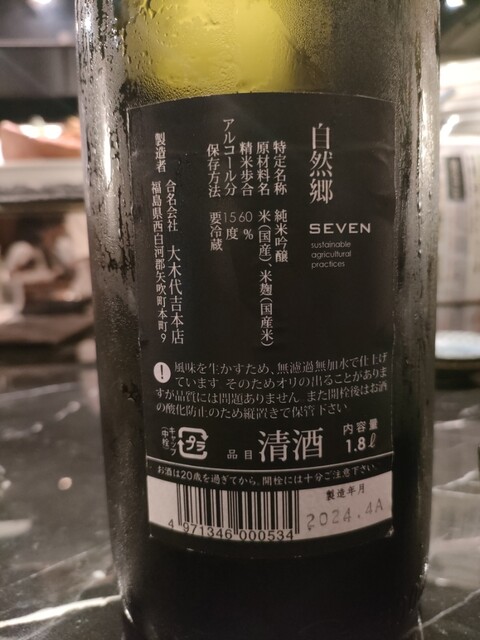 自然郷
SEVEN
sustainable
agricultural
practices
特定名称 純米吟醸
原材料名 米(国産)、米麹(国産米)
精米歩合 60%
アルコール分 15度
保存方法 要冷蔵
製造者 合名会社 大木代吉本店
福島県西白河郡矢吹町本町9
! 風味を生かすため、無濾過無加水で仕上げ
ています そのためオリの出ることがありま
すが品質には問題ありません。また開栓後はお酒
の酸化防止のため縦置きで保管下さい
キャップ
(中栓)
プラ
品目 清酒
内容量
1.8ℓ
お酒は20歳を過ぎてから。開栓には十分ご注意下さい。
4 971346 000534
製造年月
2024.4A